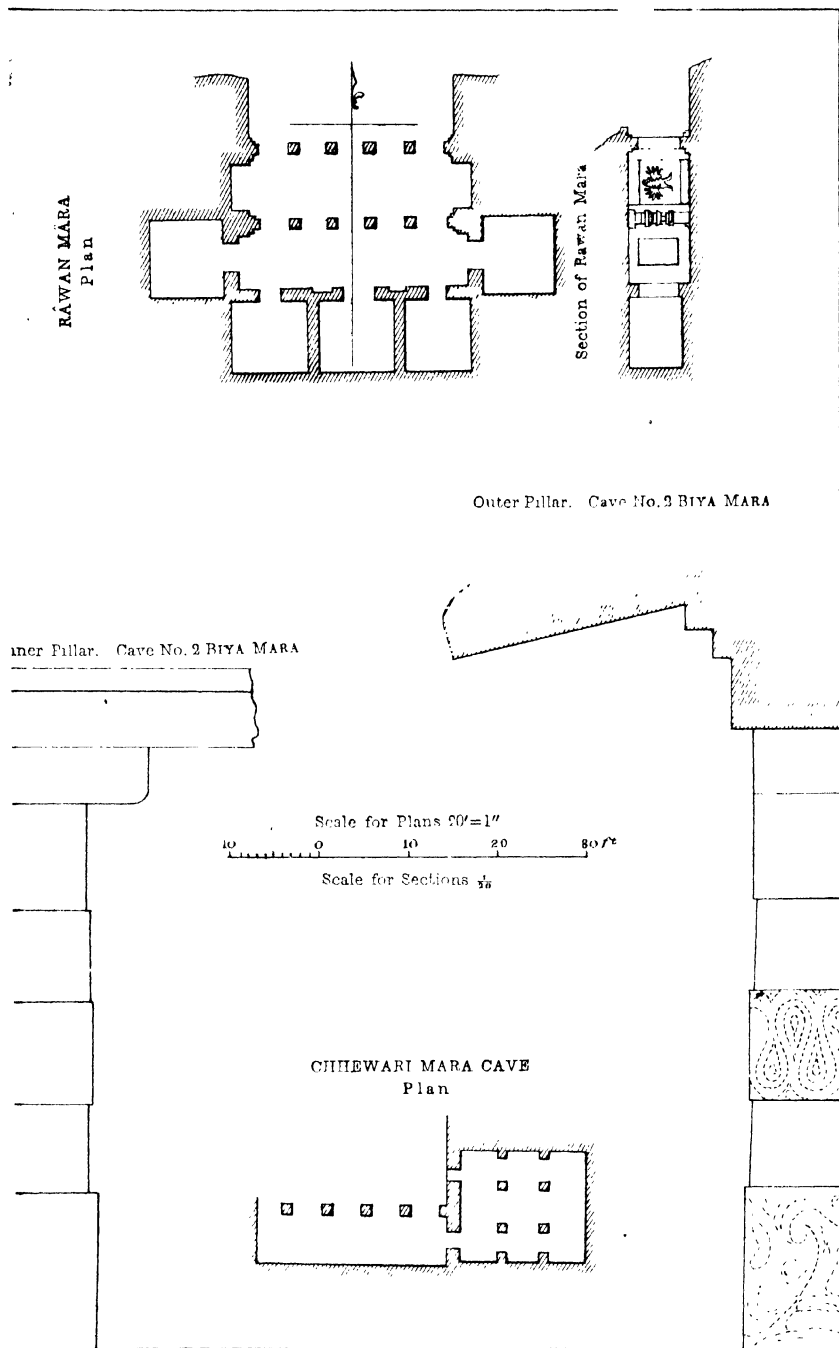 RÂWAN MÂRA
Plan
Section of Rawan Mara
Outer Pillar. Cave No. 2 BIYA MARA
nner Pillar. Cave No. 2 BIYA MARA
Scale for Plans 20'=1"
10 0 10 20 30 ft
Scale for Sections
CHHEWARI MARA CAVE
Plan